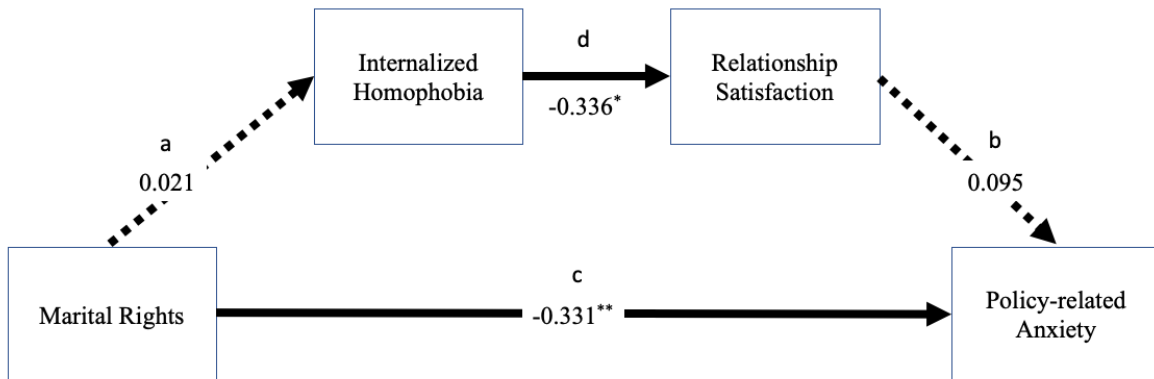 Internalized
Homophobia
d
-0.336*
Relationship
Satisfaction
a
0.021
b
0.095
Marital Rights
c
-0.331**
Policy-related
Anxiety